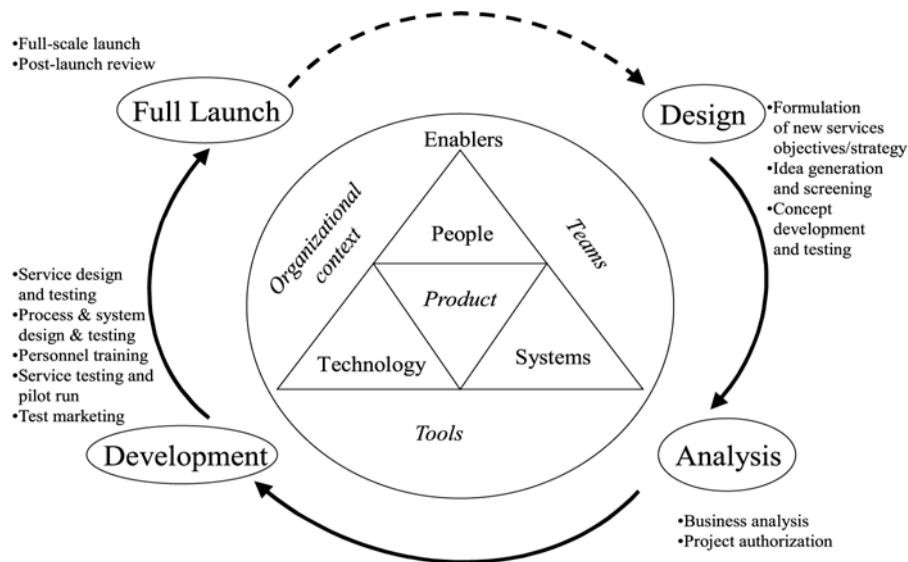 •Full-scale launch
•Post-launch review
Full Launch
Design
•Formulation
of new services
objectives/strategy
•Idea generation
and screening
•Concept
development
and testing
Enablers
Organizational
context
Teams
People
Product
Technology
Systems
Tools
•Service design
and testing
•Process & system
design & testing
•Personnel training
•Service testing and
pilot run
•Test marketing
Development
Analysis
•Business analysis
•Project authorization